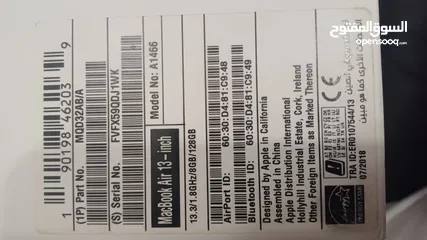 السوق المفتوح
opensooq.com
1 90198 46203 9
(1P) Part No. MQD32AB/A
(S) Serial No. FVFX59QDJ1WK
Model No: A1466
MacBook Air 13-inch
13.3/1.8GHz/8GB/128GB
AirPort ID: 60:30:D4:81:C9:48
Bluetooth ID: 60:30:D4:81:C9:49
Designed by Apple in California
Assembled in China
Apple Distribution International
Hollyhill Industrial Estate, Cork, Ireland
Other Foreign Items as Marked Thereon
TRA ID:ER0107544/13
07/2018